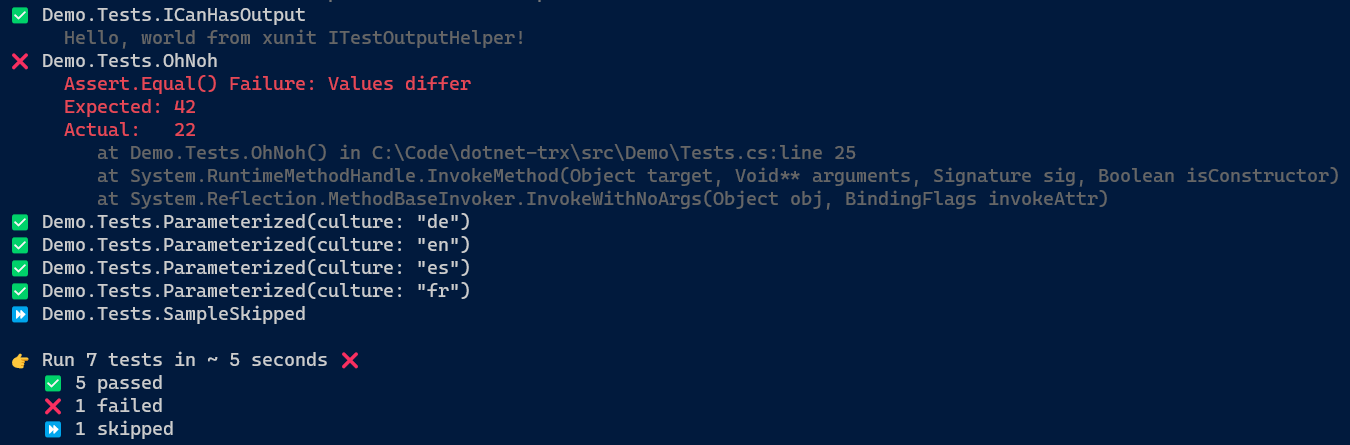 ✅ Demo.Tests.ICanHasOutput
Hello, world from xunit ITestOutputHelper!
❌ Demo.Tests.OhNoh
Assert.Equal() Failure: Values differ
Expected: 42
Actual:   22
at Demo.Tests.OhNoh() in C:\Code\dotnet-trx\src\Demo\Tests.cs:line 25
at System.RuntimeMethodHandle.InvokeMethod(Object target, Void** arguments, Signature sig, Boolean isConstructor)
at System.Reflection.MethodBaseInvoker.InvokeWithNoArgs(Object obj, BindingFlags invokeAttr)
✅ Demo.Tests.Parameterized(culture: "de")
✅ Demo.Tests.Parameterized(culture: "en")
✅ Demo.Tests.Parameterized(culture: "es")
✅ Demo.Tests.Parameterized(culture: "fr")
⏩ Demo.Tests.SampleSkipped
👉 Run 7 tests in ~ 5 seconds ❌
✅ 5 passed
❌ 1 failed
⏩ 1 skipped